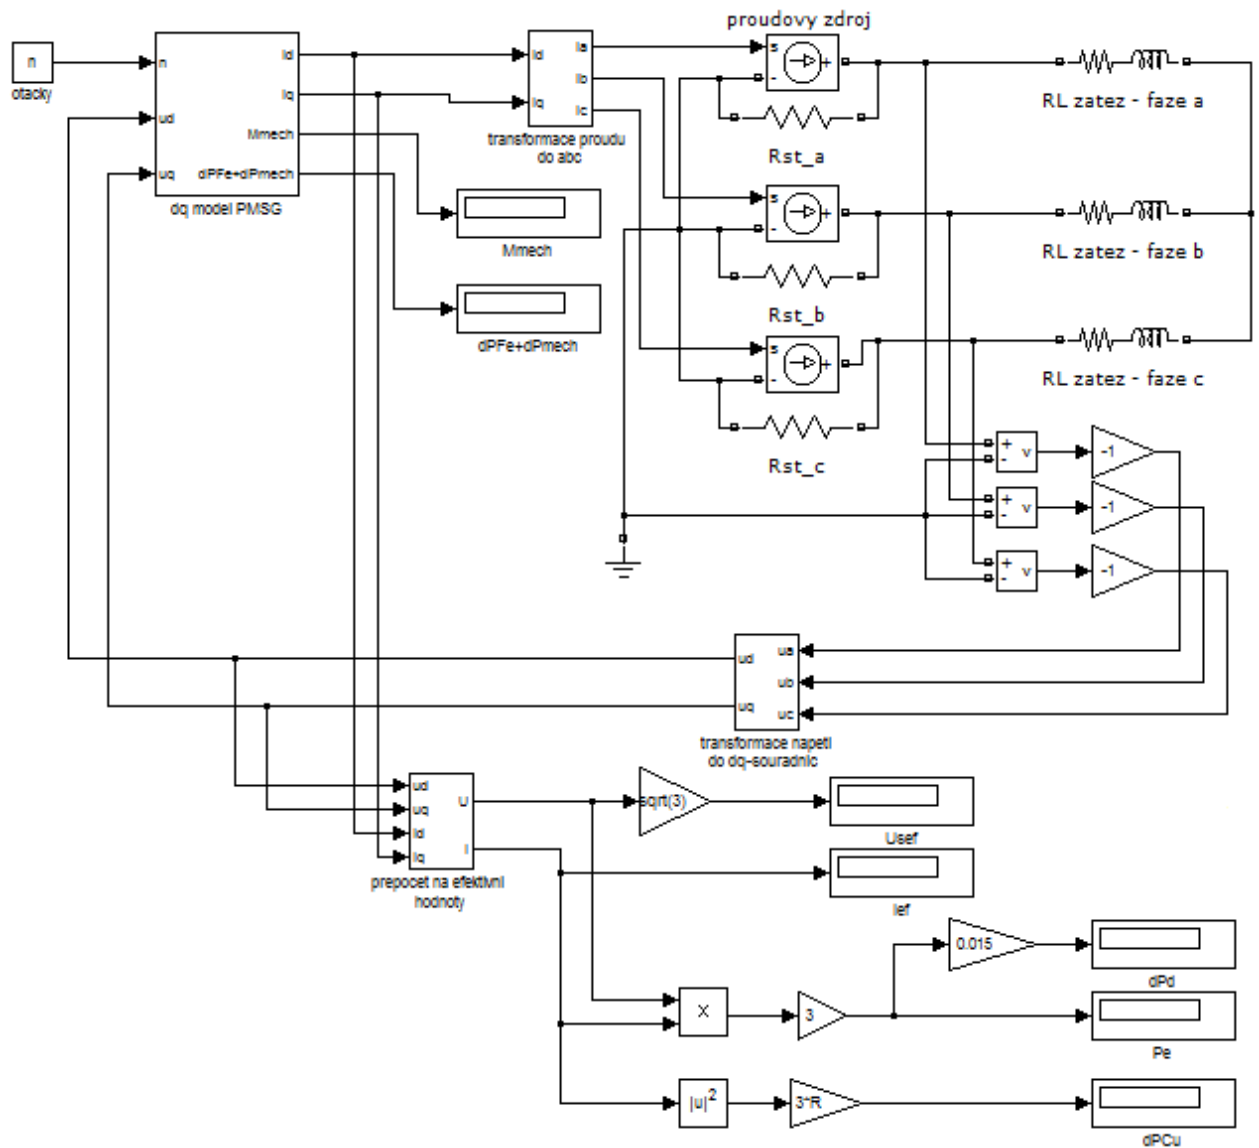 proudovy zdroj
n
otacky
n
ud
uq
Id
Iq
Mmech
dPFe+dPmech
dq model PMSG
Id
Iq
Ia
Ib
Ic
transformace proudu
do abc
s
-
+
Rst_a
RL zatez - faze a
Mmech
s
-
+
Rst_b
RL zatez - faze b
dPFe+dPmech
s
-
+
Rst_c
RL zatez - faze c
+
-
v
-1
+
-
v
-1
+
-
v
-1
ud
uq
ua
ub
uc
transformace napeti
do dq-souradnic
ud
uq
Id
Iq
U
I
prepocet na efektivni
hodnoty
sqrt(3)
Usef
Ief
0.015
dPd
X
3
Pe
|u|²
3*R
dPCu